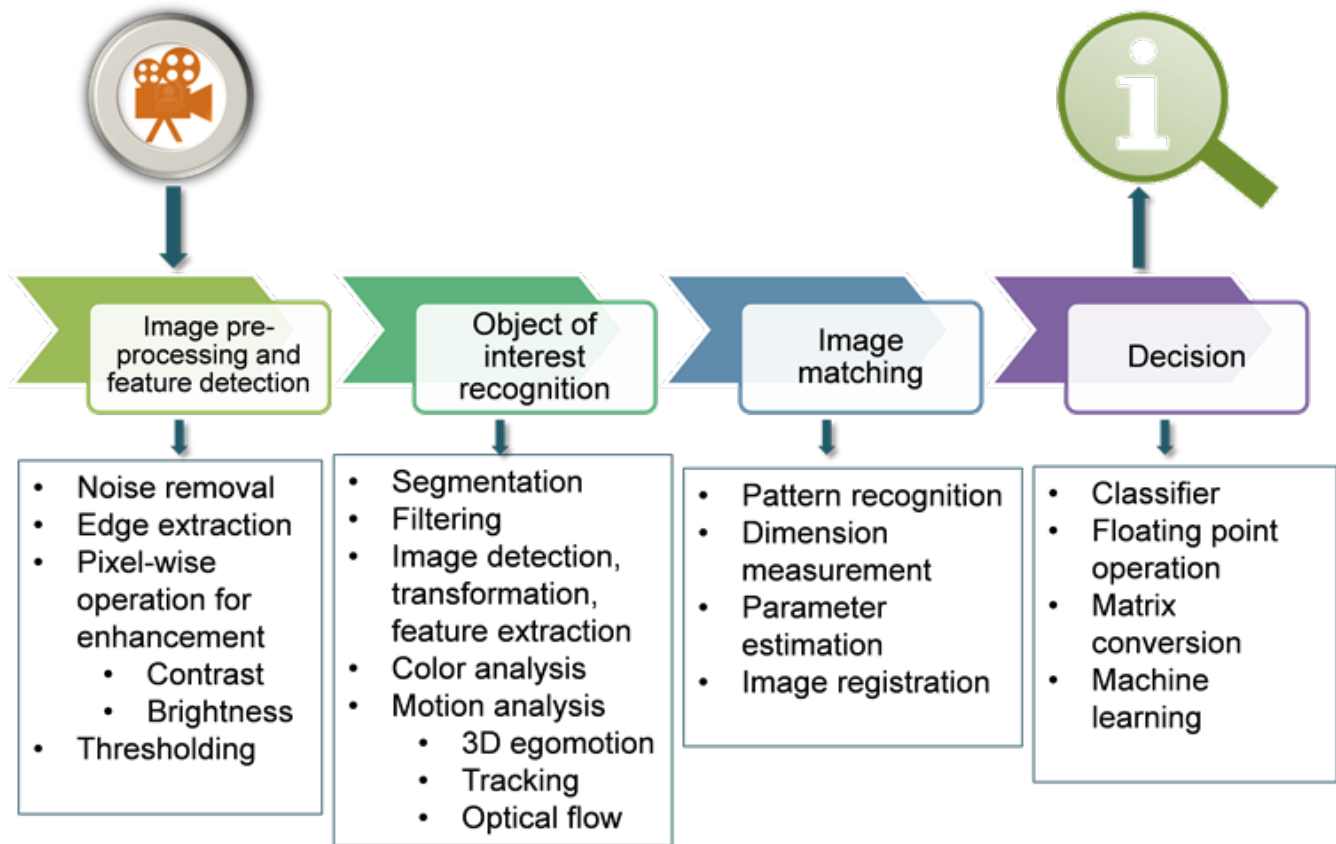 i
Image pre-
processing and
feature detection
Object of
interest
recognition
Image
matching
Decision
• Noise removal
• Edge extraction
• Pixel-wise
operation for
enhancement
• Contrast
• Brightness
• Thresholding
• Segmentation
• Filtering
• Image detection,
transformation,
feature extraction
• Color analysis
• Motion analysis
• 3D egomotion
• Tracking
• Optical flow
• Pattern recognition
• Dimension
measurement
• Parameter
estimation
• Image registration
• Classifier
• Floating point
operation
• Matrix
conversion
• Machine
learning